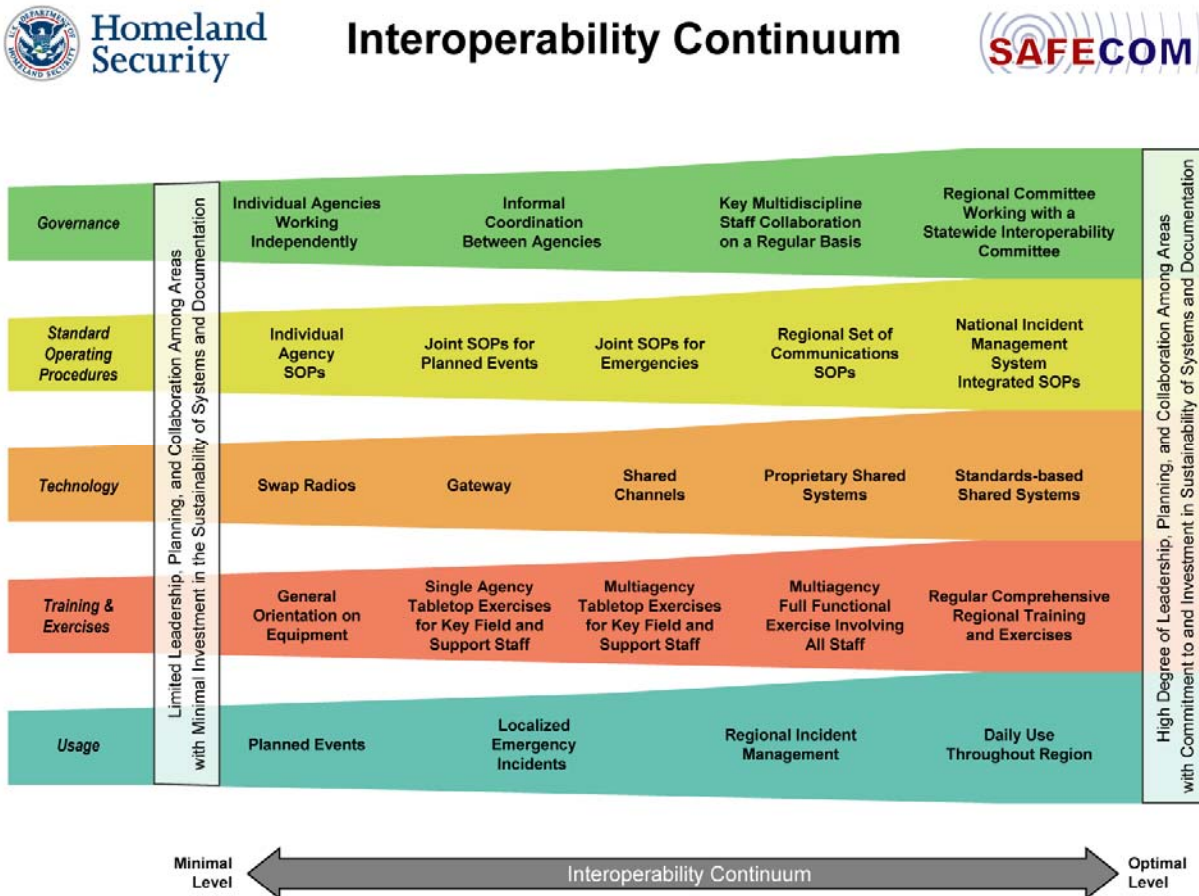 Homeland
Security
Interoperability Continuum
SAFECOM
Governance
Individual Agencies
Working
Independently
Informal
Coordination
Between Agencies
Key Multidiscipline
Staff Collaboration
on a Regular Basis
Regional Committee
Working with a
Statewide Interoperability
Committee
Standard
Operating
Procedures
Individual
Agency
SOPs
Joint SOPs for
Planned Events
Joint SOPs for
Emergencies
Regional Set of
Communications
SOPs
National Incident
Management
System
Integrated SOPs
Technology
Swap Radios
Gateway
Shared
Channels
Proprietary Shared
Systems
Standards-based
Shared Systems
Training &
Exercises
General
Orientation on
Equipment
Single Agency
Tabletop Exercises
for Key Field and
Support Staff
Multiagency
Tabletop Exercises
for Key Field and
Support Staff
Multiagency
Full Functional
Exercise Involving
All Staff
Regular Comprehensive
Regional Training
and Exercises
Usage
Planned Events
Localized
Emergency
Incidents
Regional Incident
Management
Daily Use
Throughout Region
Limited Leadership, Planning, and Collaboration Among Areas
with Minimal Investment in the Sustainability of Systems and Documentation
High Degree of Leadership, Planning, and Collaboration Among Areas
with Commitment to and Investment in Sustainability of Systems and Documentation
Minimal
Level
Interoperability Continuum
Optimal
Level